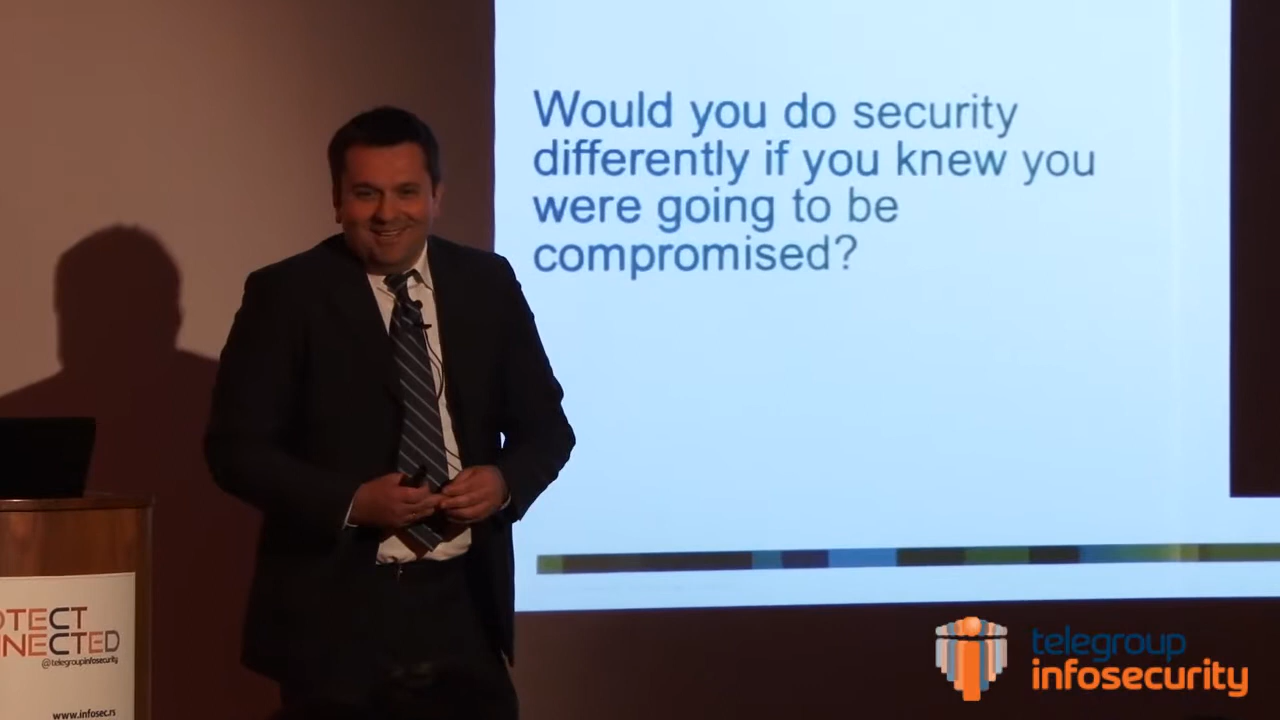 Would you do security
differently if you knew you
were going to be
compromised?
OTECT
NNECTED
@telegroupinfosecurity
www.infosec.rs
telegroup
infosecurity